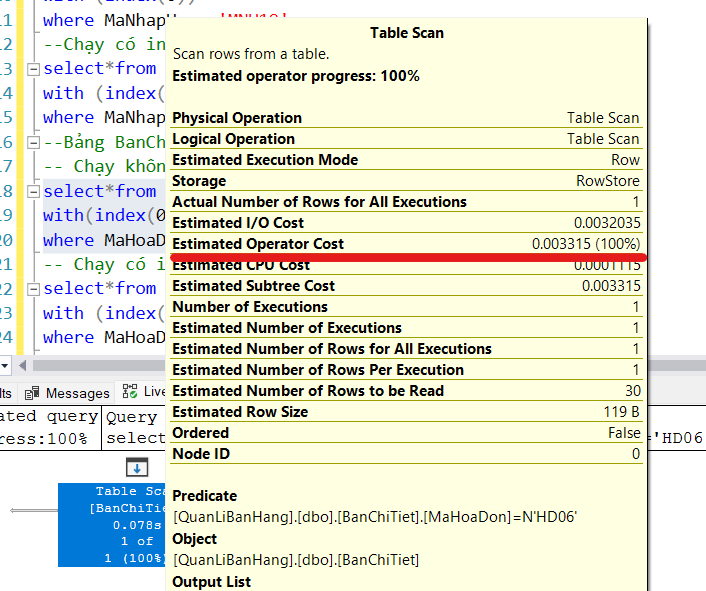 11 where MaNhap
12 --Chạy có in
13 select*from
14 with (index(
15 where MaNhap
16 --Bảng BanCh
17 -- Chạy khôn
18 select*from
19 with(index(0
20 where MaHoaD
21 -- Chạy có i
22 select*from
23 with (index(
24 where MaHoaD
Table Scan
Scan rows from a table.
Estimated operator progress: 100%
Physical Operation Table Scan
Logical Operation Table Scan
Estimated Execution Mode Row
Storage RowStore
Actual Number of Rows for All Executions 1
Estimated I/O Cost 0.0032035
Estimated Operator Cost 0.003315 (100%)
Estimated CPU Cost 0.0001115
Estimated Subtree Cost 0.003315
Number of Executions 1
Estimated Number of Executions 1
Estimated Number of Rows for All Executions 1
Estimated Number of Rows Per Execution 1
Estimated Number of Rows to be Read 30
Estimated Row Size 119 B
Ordered False
Node ID 0
Predicate
[QuanLiBanHang].[dbo].[BanChiTiet].[MaHoaDon]=N'HD06'
Object
[QuanLiBanHang].[dbo].[BanChiTiet]
Output List
lts Messages Live
ated query Query
ress:100% select ='HD06
Table Sca
[BanChiTie
0.078s
1 of
1 (100%)